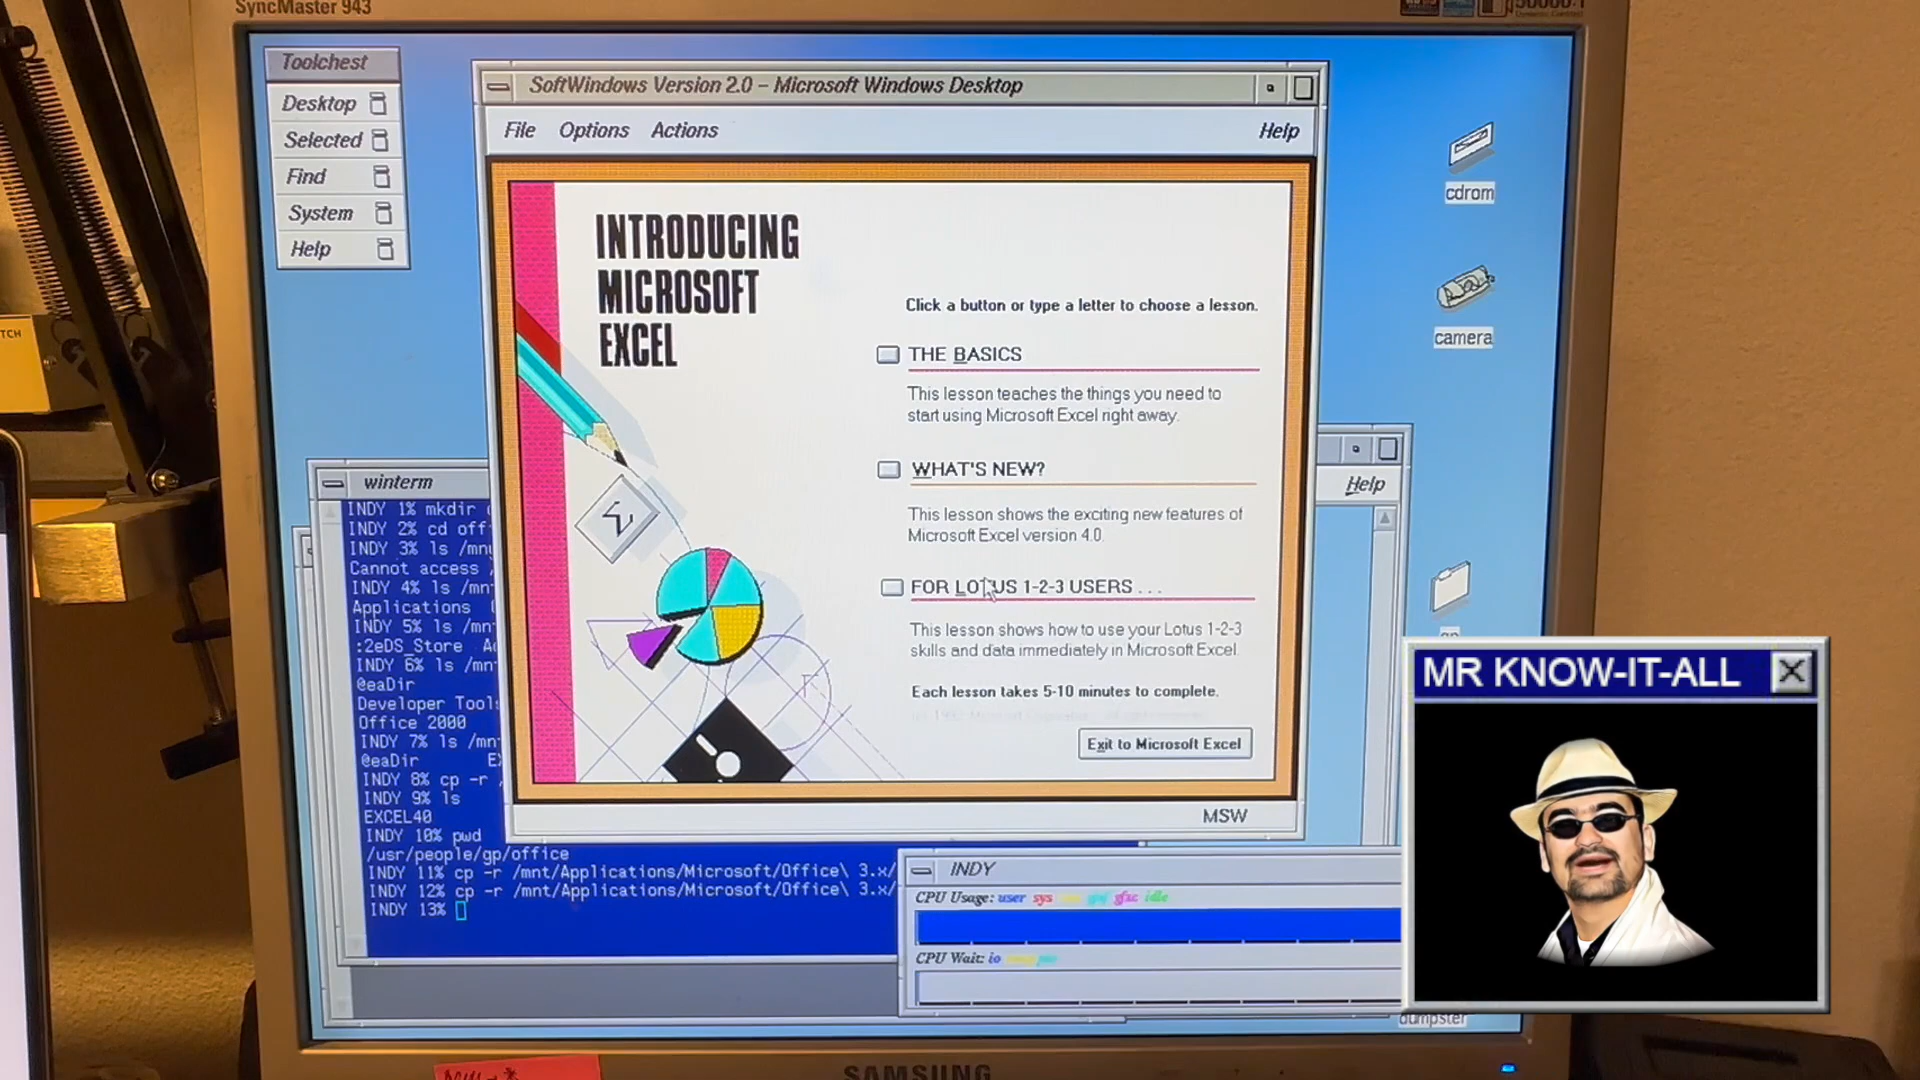 SyncMaster 943
Toolchest
Desktop
Selected
Find
System
Help
SoftWindows Version 2.0 – Microsoft Windows Desktop
File Options Actions Help
INTRODUCING
MICROSOFT
EXCEL
Click a button or type a letter to choose a lesson.
THE BASICS
This lesson teaches the things you need to
start using Microsoft Excel right away.
WHAT'S NEW?
This lesson shows the exciting new features of
Microsoft Excel version 4.0.
FOR LOTUS 1-2-3 USERS . . .
This lesson shows how to use your Lotus 1-2-3
skills and data immediately in Microsoft Excel.
Each lesson takes 5-10 minutes to complete.
Exit to Microsoft Excel
MSW
cdrom
camera
Help
winterm
INDY 1% mkdir
INDY 2% cd off
INDY 3% ls /mn
Cannot access
INDY 4% ls /mn
Applications
INDY 5% ls /mn
:2eDS_Store
INDY 6% ls /mn
@eaDir
Developer Tool
Office 2000
INDY 7% ls /mn
@eaDir
INDY 8% cp -r
INDY 9% ls
EXCEL40
INDY 10% pwd
/usr/people/gp/office
INDY 11% cp -r /mnt/Applications/Microsoft/Office\ 3.x/
INDY 12% cp -r /mnt/Applications/Microsoft/Office\ 3.x/
INDY 13%
INDY
CPU Usage: user sys gfxc idle
CPU Wait: io
MR KNOW-IT-ALL
dumpster
SAMSUNG